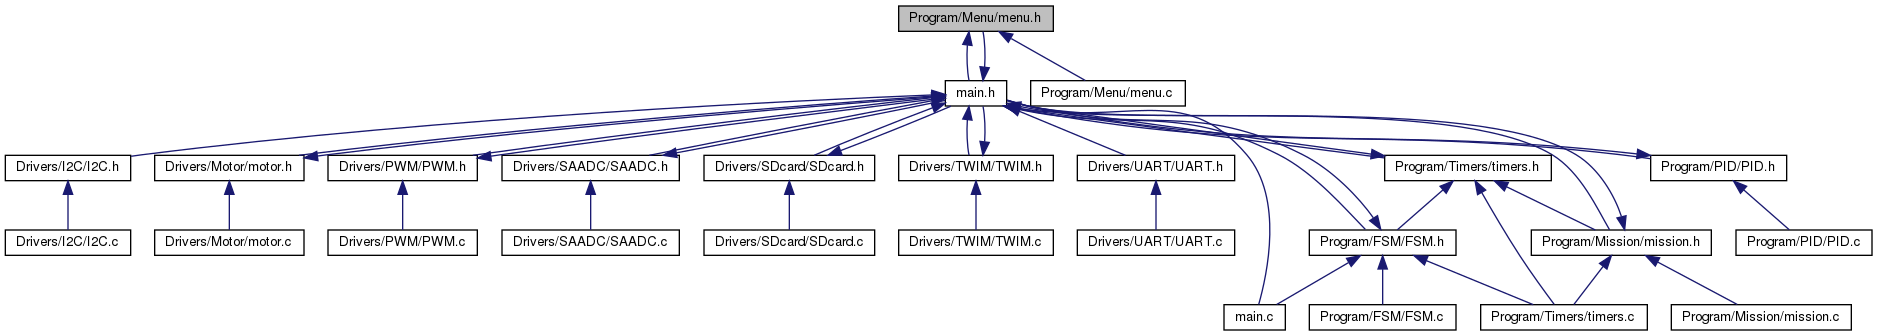 Program/Menu/menu.h
main.h
Program/Menu/menu.c
Drivers/I2C/I2C.h
Drivers/Motor/motor.h
Drivers/PWM/PWM.h
Drivers/SAADC/SAADC.h
Drivers/SDcard/SDcard.h
Drivers/TWIM/TWIM.h
Drivers/UART/UART.h
Program/Timers/timers.h
Program/PID/PID.h
Drivers/I2C/I2C.c
Drivers/Motor/motor.c
Drivers/PWM/PWM.c
Drivers/SAADC/SAADC.c
Drivers/SDcard/SDcard.c
Drivers/TWIM/TWIM.c
Drivers/UART/UART.c
Program/FSM/FSM.h
Program/Mission/mission.h
Program/PID/PID.c
main.c
Program/FSM/FSM.c
Program/Timers/timers.c
Program/Mission/mission.c